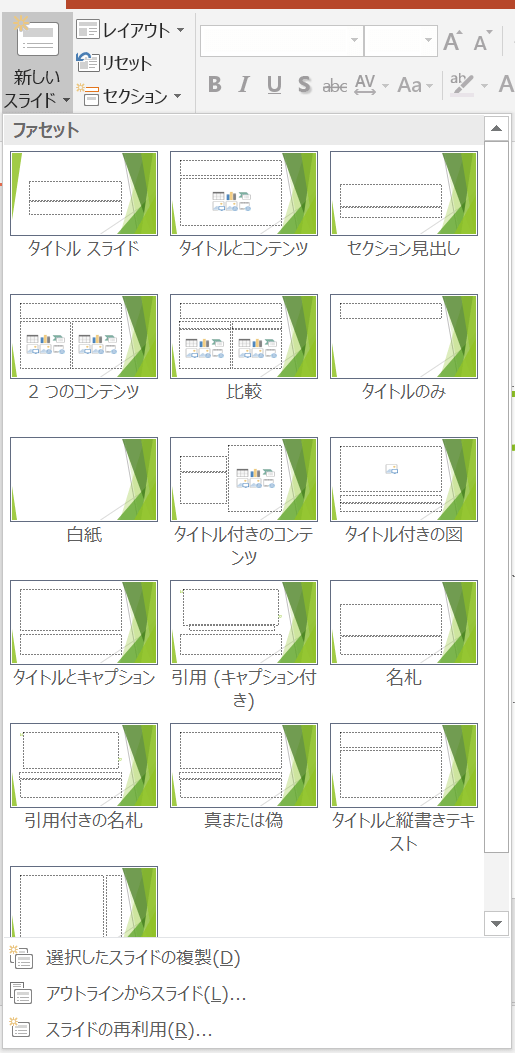 新しい
スライド
レイアウト
リセット
セクション
A A
B I U S abc AV Aa ab A
ファセット
タイトル スライド
タイトルとコンテンツ
セクション見出し
2 つのコンテンツ
比較
タイトルのみ
白紙
タイトル付きのコンテ
ンツ
タイトル付きの図
タイトルとキャプション
引用 (キャプション付
き)
名札
引用付きの名札
真または偽
タイトルと縦書きテキ
スト
選択したスライドの複製(D)
アウトラインからスライド(L)...
スライドの再利用(R)...